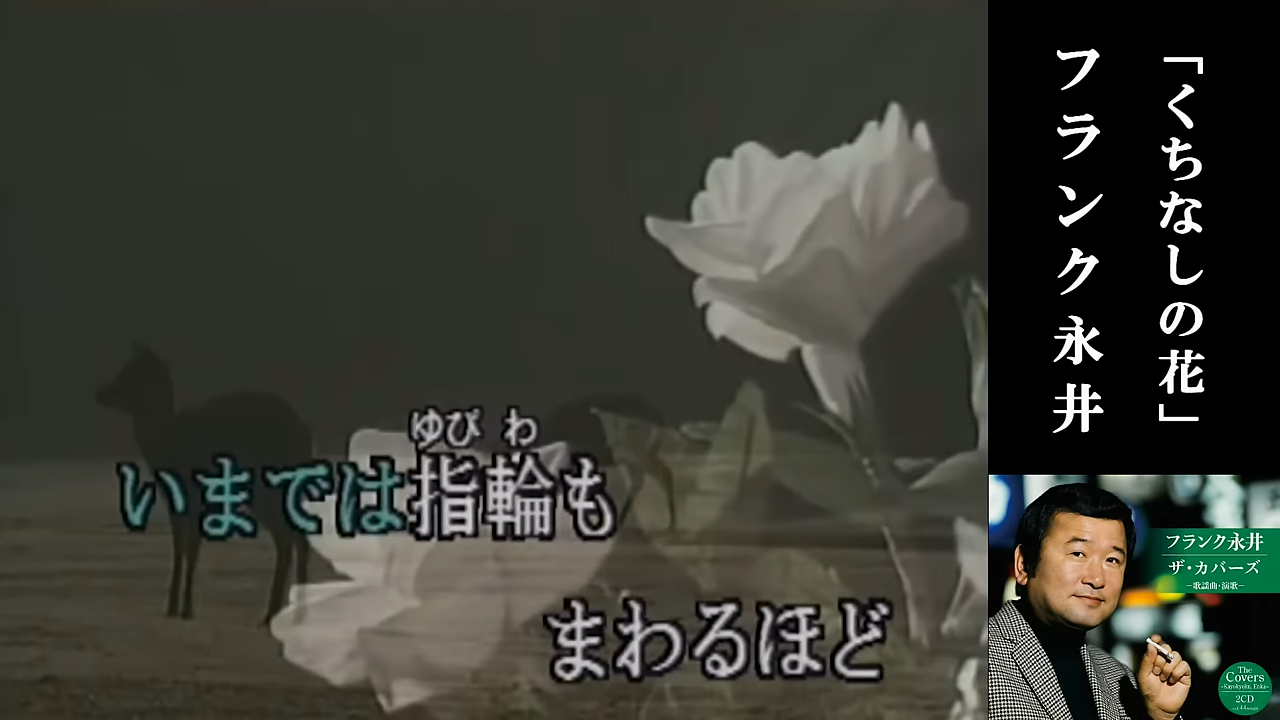 ゆびわ
いまでは指輪も
まわるほど
「くちなしの花」
フランク永井
フランク永井
ザ・カバーズ
－歌謡曲・演歌－
The
Covers
~Kayokyoku, Enka~
2CD